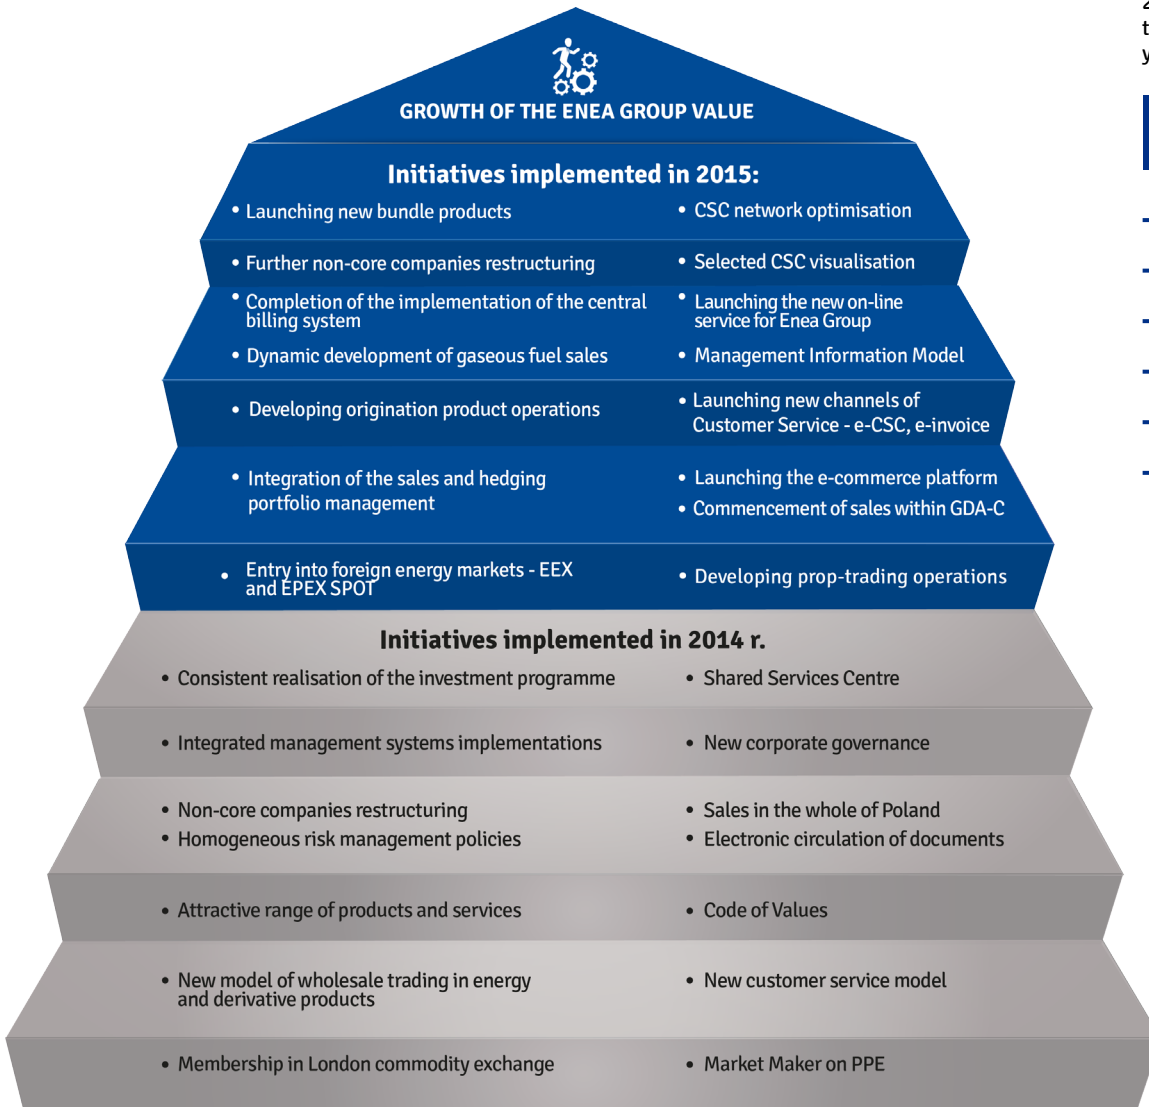 GROWTH OF THE ENEA GROUP VALUE
Initiatives implemented in 2015:
• Launching new bundle products
• CSC network optimisation
• Further non-core companies restructuring
• Selected CSC visualisation
• Completion of the implementation of the central
billing system
• Launching the new on-line
service for Enea Group
• Dynamic development of gaseous fuel sales
• Management Information Model
• Developing origination product operations
• Launching new channels of
Customer Service - e-CSC, e-invoice
• Integration of the sales and hedging
portfolio management
• Launching the e-commerce platform
• Commencement of sales within GDA-C
• Entry into foreign energy markets - EEX
and EPEX SPOT
• Developing prop-trading operations
Initiatives implemented in 2014 r.
• Consistent realisation of the investment programme
• Shared Services Centre
• Integrated management systems implementations
• New corporate governance
• Non-core companies restructuring
• Sales in the whole of Poland
• Homogeneous risk management policies
• Electronic circulation of documents
• Attractive range of products and services
• Code of Values
• New model of wholesale trading in energy
and derivative products
• New customer service model
• Membership in London commodity exchange
• Market Maker on PPE